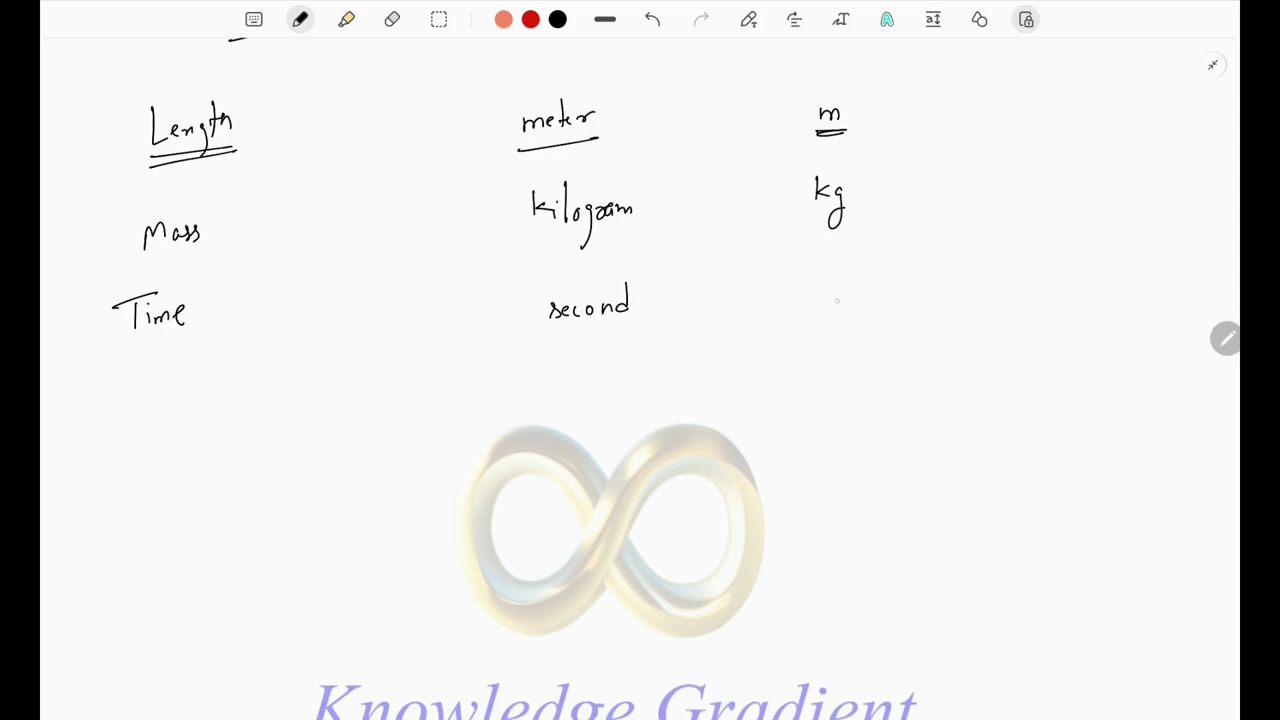 Length meter m
Mass kilogram kg
Time second
Knowledge Gradient